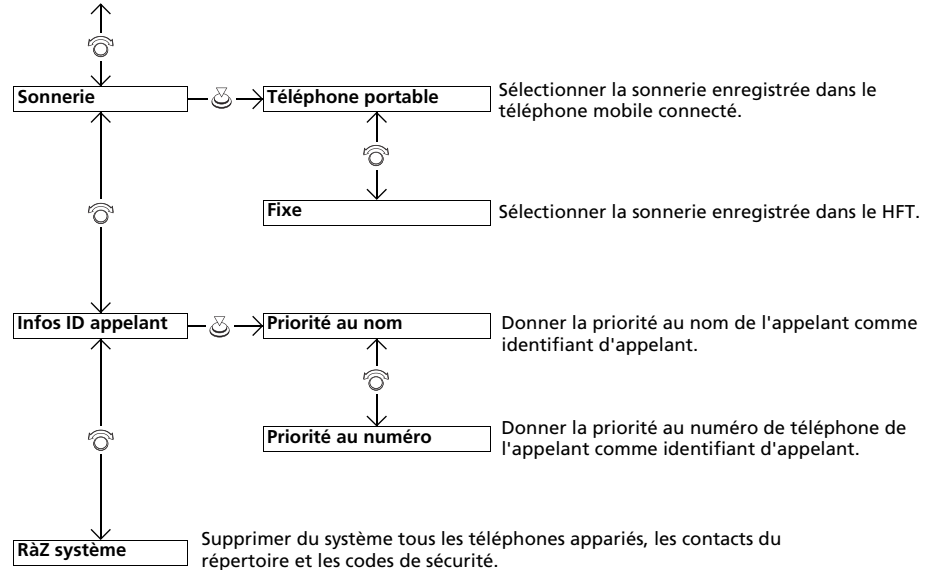 Sonnerie
Téléphone portable
Sélectionner la sonnerie enregistrée dans le
téléphone mobile connecté.
Fixe
Sélectionner la sonnerie enregistrée dans le HFT.
Infos ID appelant
Priorité au nom
Donner la priorité au nom de l'appelant comme
identifiant d'appelant.
Priorité au numéro
Donner la priorité au numéro de téléphone de
l'appelant comme identifiant d'appelant.
RàZ système
Supprimer du système tous les téléphones appariés, les contacts du
répertoire et les codes de sécurité.